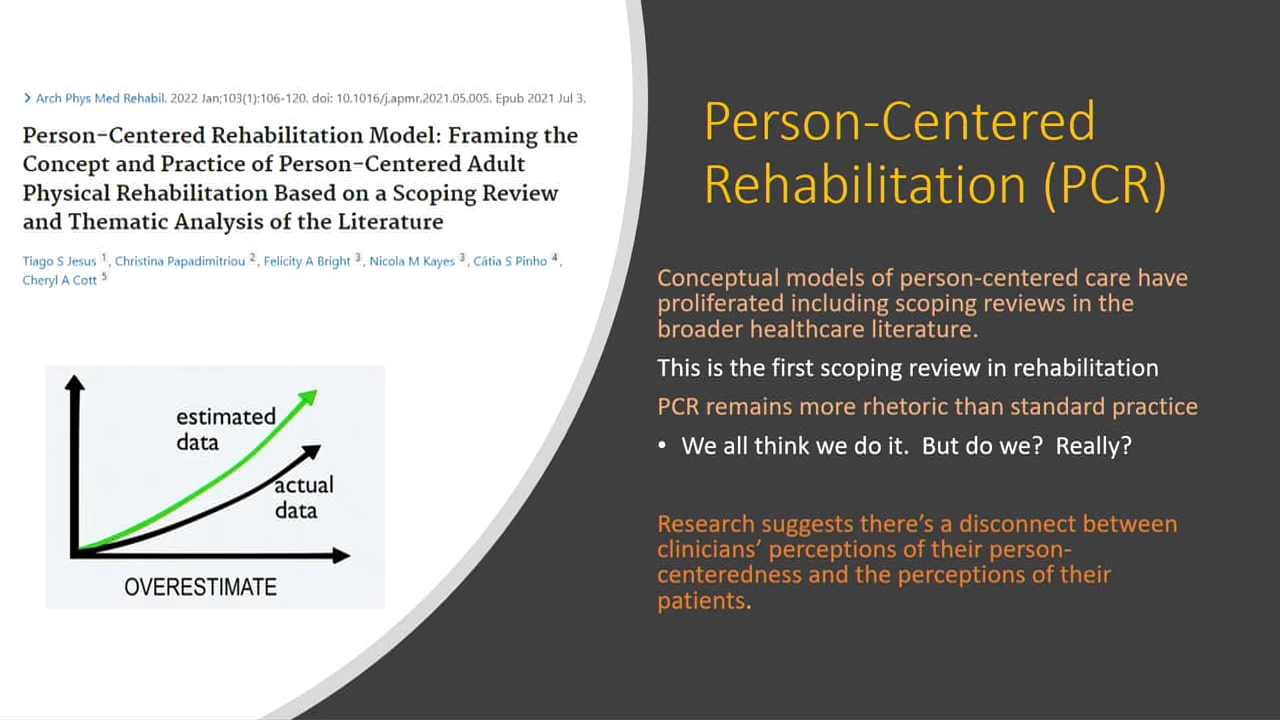 > Arch Phys Med Rehabil. 2022 Jan;103(1):106-120. doi: 10.1016/j.apmr.2021.05.005. Epub 2021 Jul 3.
Person-Centered Rehabilitation Model: Framing the
Concept and Practice of Person-Centered Adult
Physical Rehabilitation Based on a Scoping Review
and Thematic Analysis of the Literature
Tiago S Jesus 1, Christina Papadimitriou 2, Felicity A Bright 3, Nicola M Kayes 3, Cátia S Pinho 4,
Cheryl A Cott 5
estimated
data
actual
data
OVERESTIMATE
Person-Centered
Rehabilitation (PCR)
Conceptual models of person-centered care have
proliferated including scoping reviews in the
broader healthcare literature.
This is the first scoping review in rehabilitation
PCR remains more rhetoric than standard practice
• We all think we do it.  But do we?  Really?
Research suggests there's a disconnect between
clinicians' perceptions of their person-
centeredness and the perceptions of their
patients.